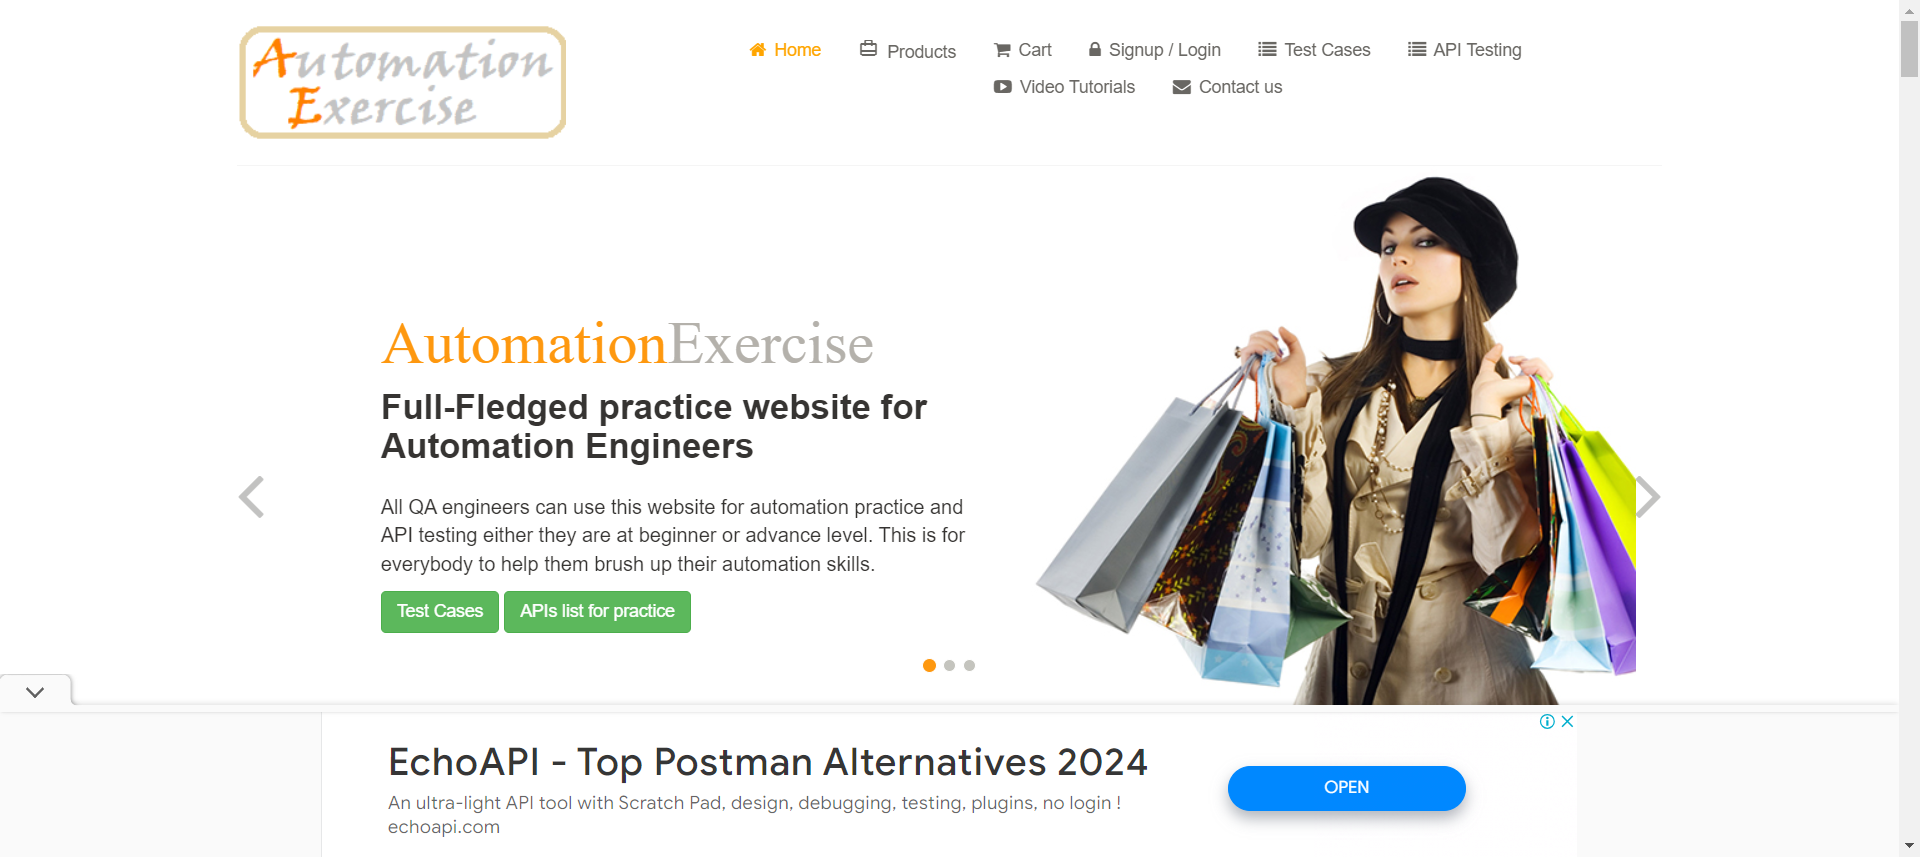 Automation
Exercise
Home
Products
Cart
Signup / Login
Test Cases
API Testing
Video Tutorials
Contact us
AutomationExercise
Full-Fledged practice website for
Automation Engineers
All QA engineers can use this website for automation practice and
API testing either they are at beginner or advance level. This is for
everybody to help them brush up their automation skills.
Test Cases
APIs list for practice
EchoAPI - Top Postman Alternatives 2024
An ultra-light API tool with Scratch Pad, design, debugging, testing, plugins, no login !
echoapi.com
OPEN